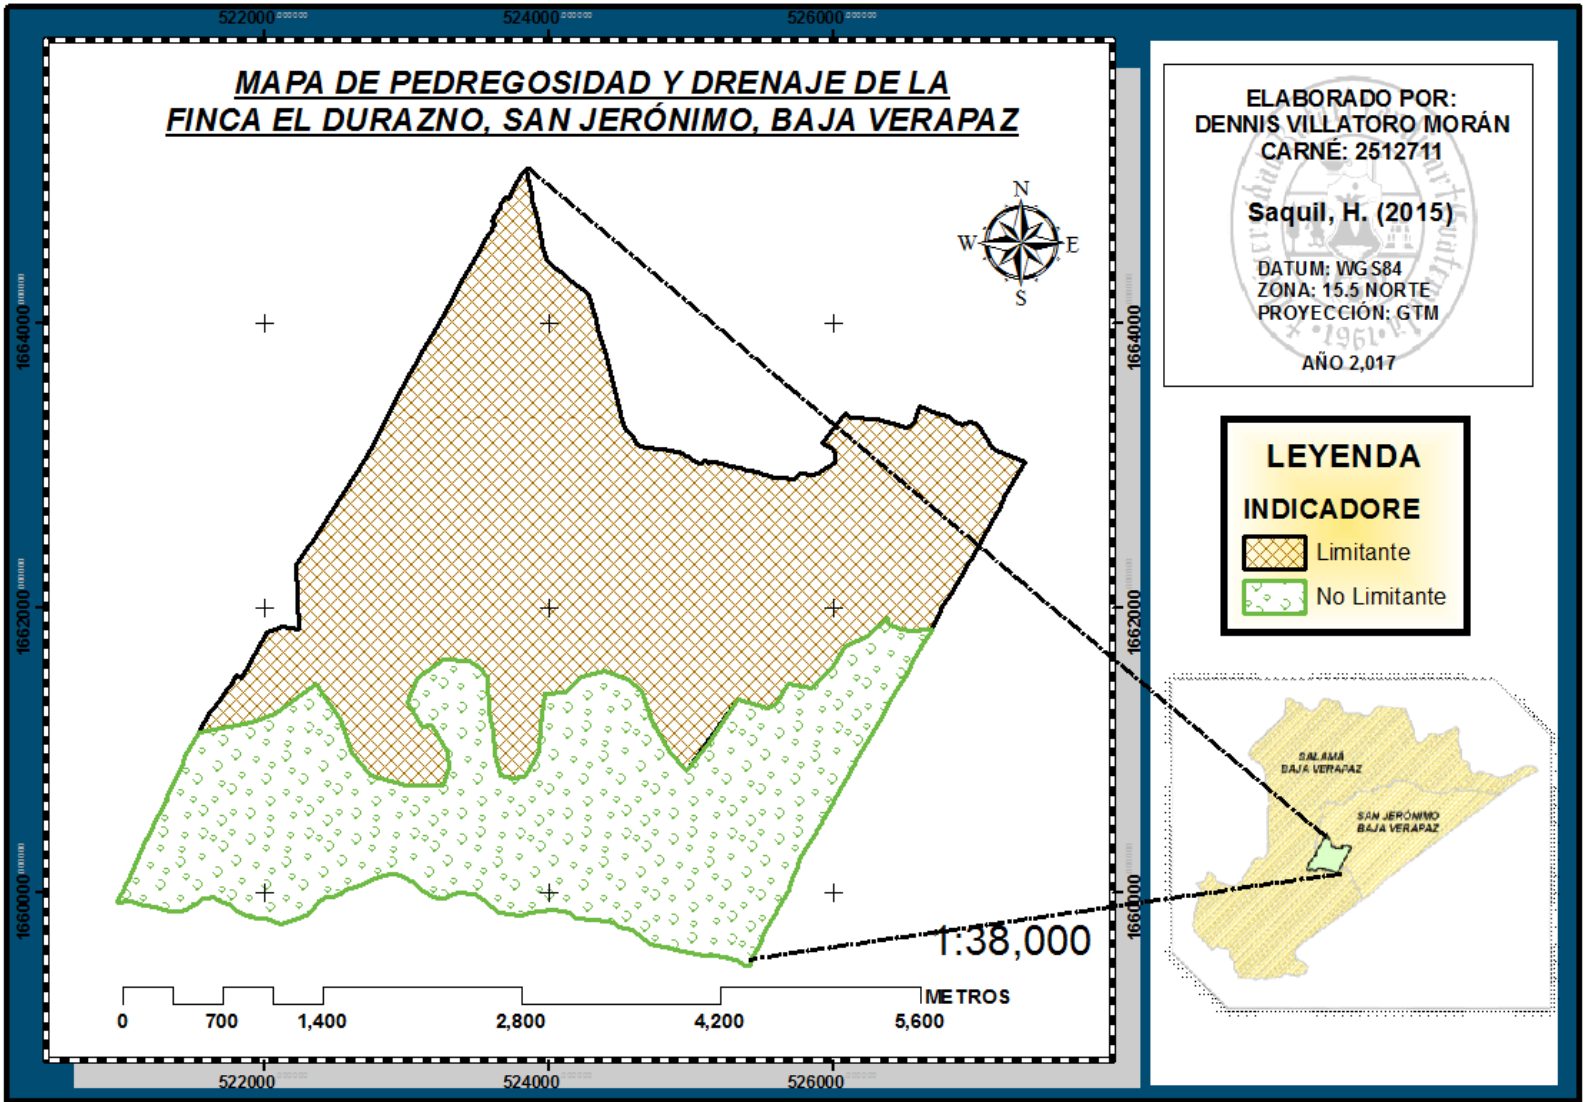 522000
524000
526000
MAPA DE PEDREGOSIDAD Y DRENAJE DE LA
FINCA EL DURAZNO, SAN JERÓNIMO, BAJA VERAPAZ
N
W
E
S
1664000
1664000
1662000
1662000
1660000
1660000
1:38,000
METROS
0
700
1,400
2,800
4,200
5,600
522000
524000
526000
ELABORADO POR:
DENNIS VILLATORO MORÁN
CARNÉ: 2512711
Saquil, H. (2015)
DATUM: WGS84
ZONA: 15.5 NORTE
PROYECCIÓN: GTM
AÑO 2,017
LEYENDA
INDICADORE
Limitante
No Limitante
SALAMÁ
BAJA VERAPAZ
SAN JERÓNIMO
BAJA VERAPAZ